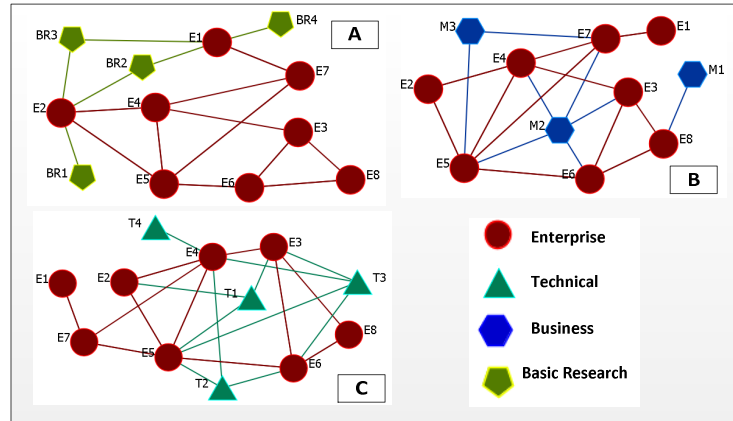 BR4
BR3
E1
A
BR2
E7
E2
E4
E3
BR1
E5
E6
E8
M3
E7
E1
E4
E2
E3
M1
M2
E8
E5
E6
B
T4
E4
E3
E1
E2
T3
T1
E7
E5
E8
E6
T2
C
Enterprise
Technical
Business
Basic Research